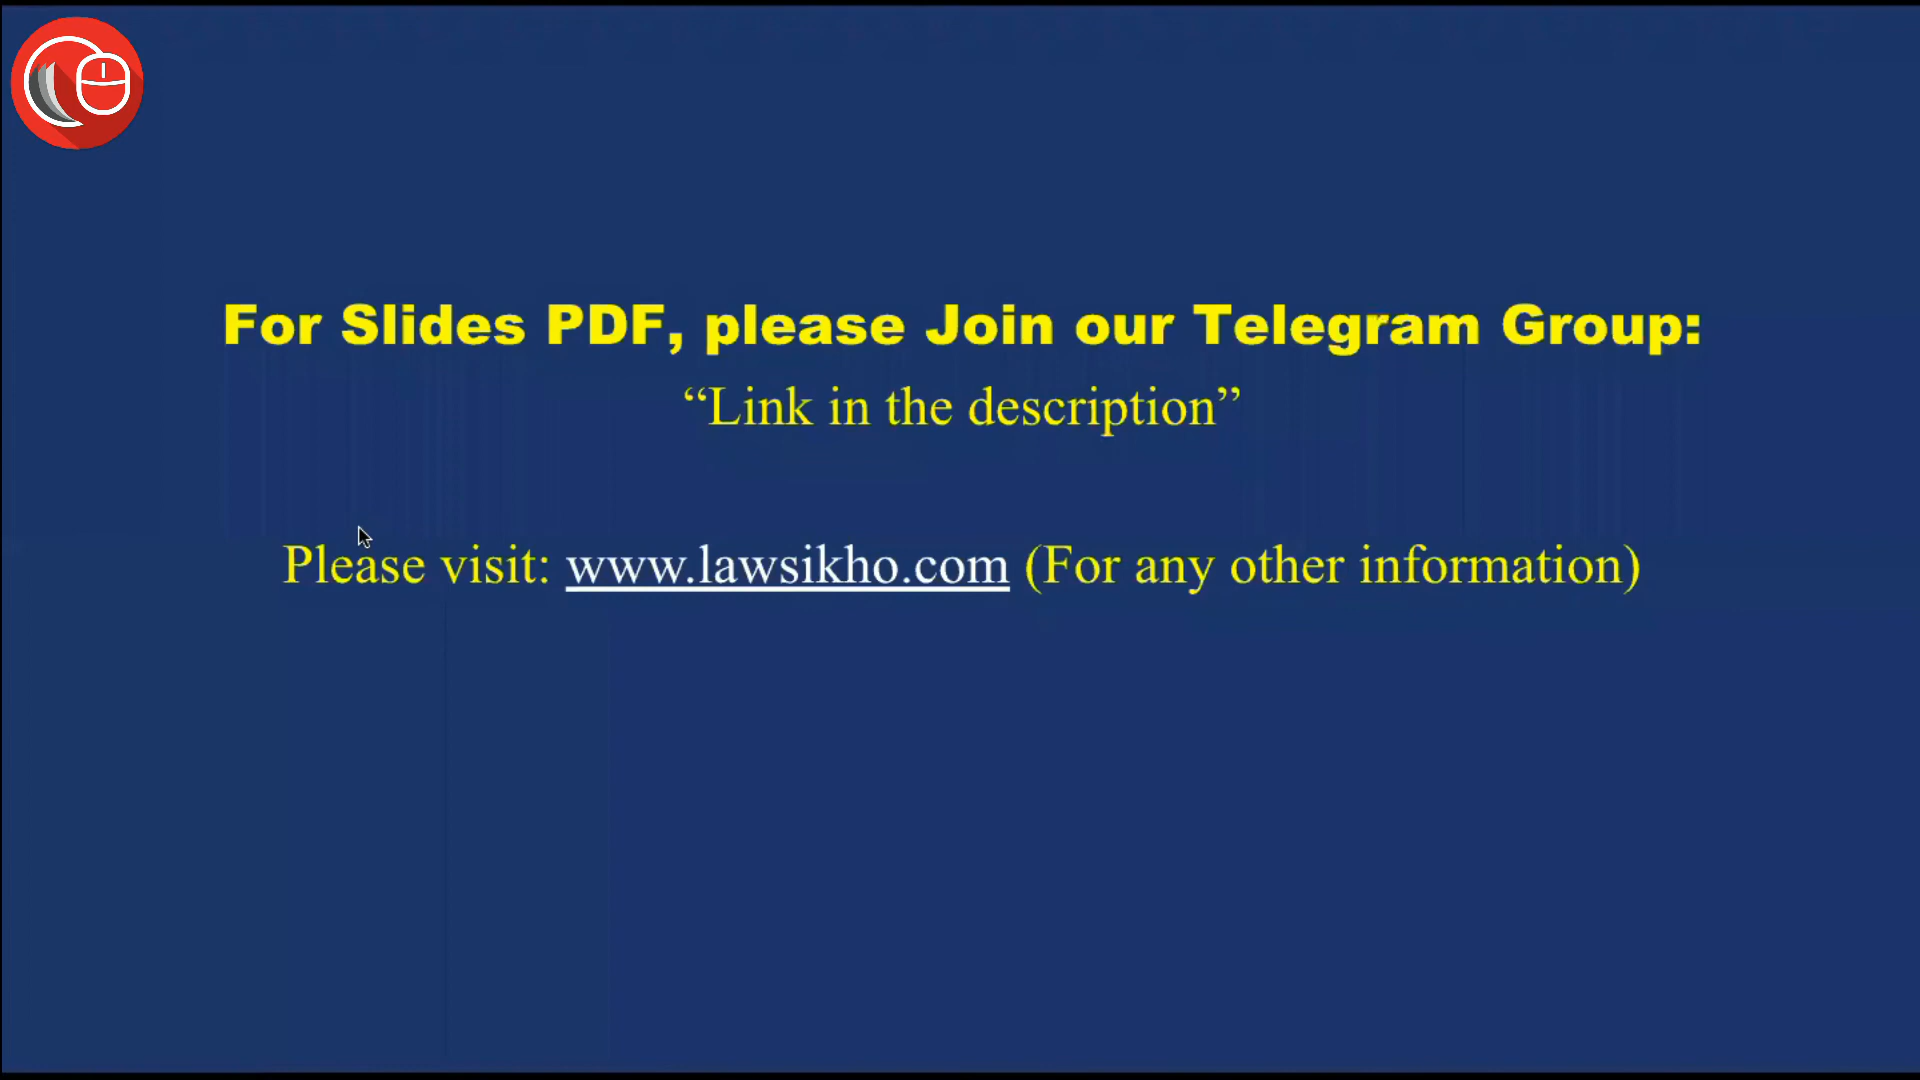 For Slides PDF, please Join our Telegram Group:
“Link in the description”
Please visit: www.lawsikho.com (For any other information)